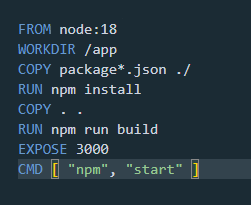 FROM node:18
WORKDIR /app
COPY package*.json ./
RUN npm install
COPY . .
RUN npm run build
EXPOSE 3000
CMD [ "npm", "start" ]